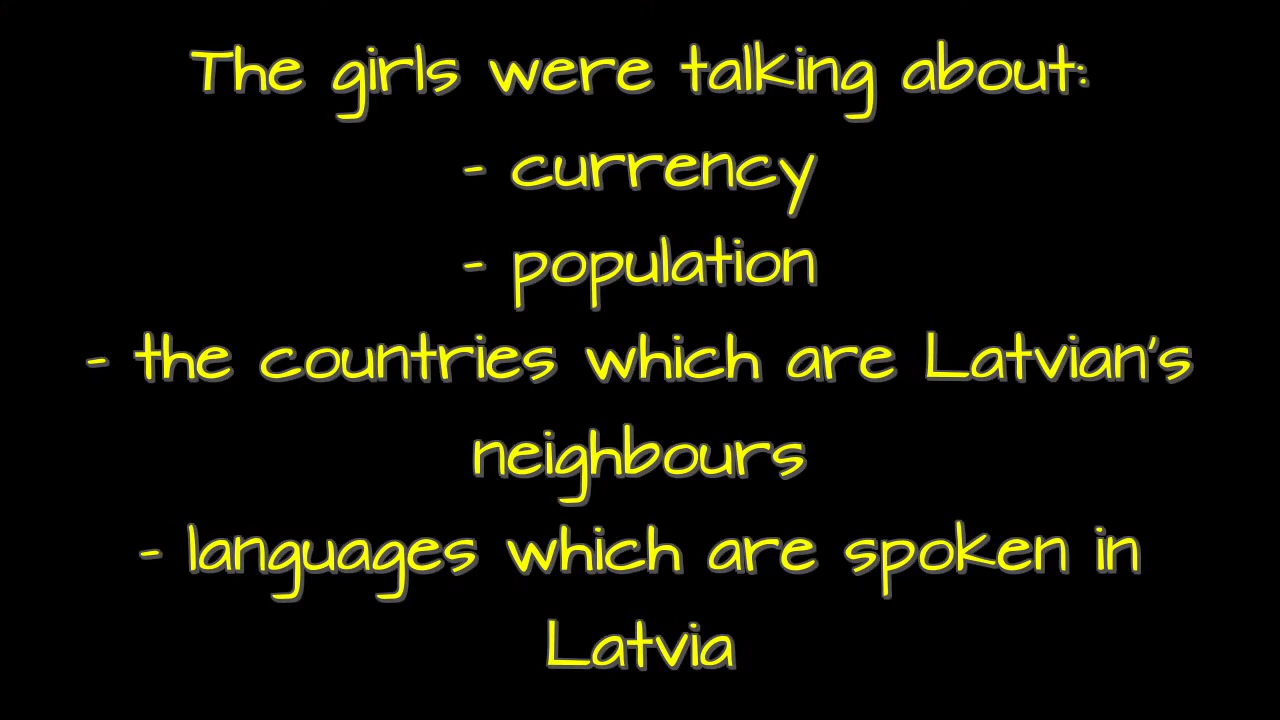 The girls were talking about:
- currency
- population
- the countries which are Latvian's
neighbours
- languages which are spoken in
Latvia